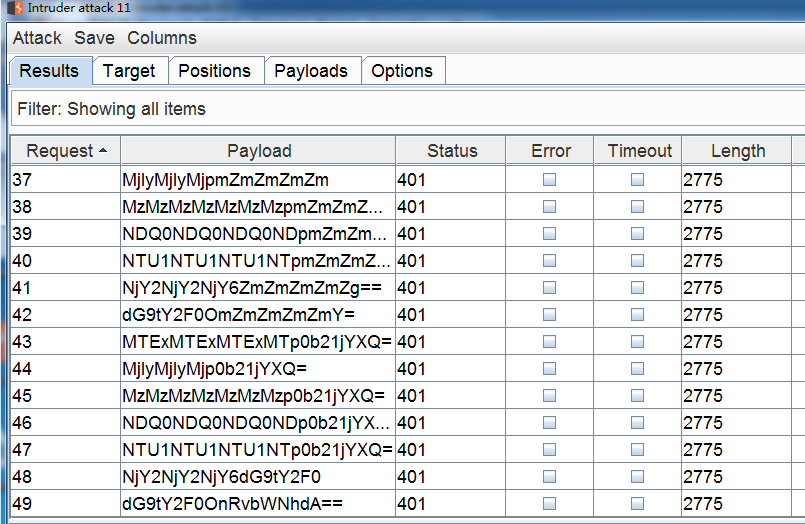 Intruder attack 11
Attack Save Columns
Results Target Positions Payloads Options
Filter: Showing all items
Request Payload Status Error Timeout Length
37 MjIyMjIyMjpmZmZmZmZm 401 2775
38 MzMzMzMzMzMzMzpmZmZmZ... 401 2775
39 NDQ0NDQ0NDQ0NDpmZmZm... 401 2775
40 NTU1NTU1NTU1NTpmZmZmZ... 401 2775
41 NjY2NjY2NjY6ZmZmZmZmZg== 401 2775
42 dG9tY2F0OmZmZmZmZmY= 401 2775
43 MTExMTExMTExMTp0b21jYXQ= 401 2775
44 MjIyMjIyMjp0b21jYXQ= 401 2775
45 MzMzMzMzMzMzMzp0b21jYXQ= 401 2775
46 NDQ0NDQ0NDQ0NDp0b21jYX... 401 2775
47 NTU1NTU1NTU1NTp0b21jYXQ= 401 2775
48 NjY2NjY2NjY6dG9tY2F0 401 2775
49 dG9tY2F0OnRvbWNhdA== 401 2775